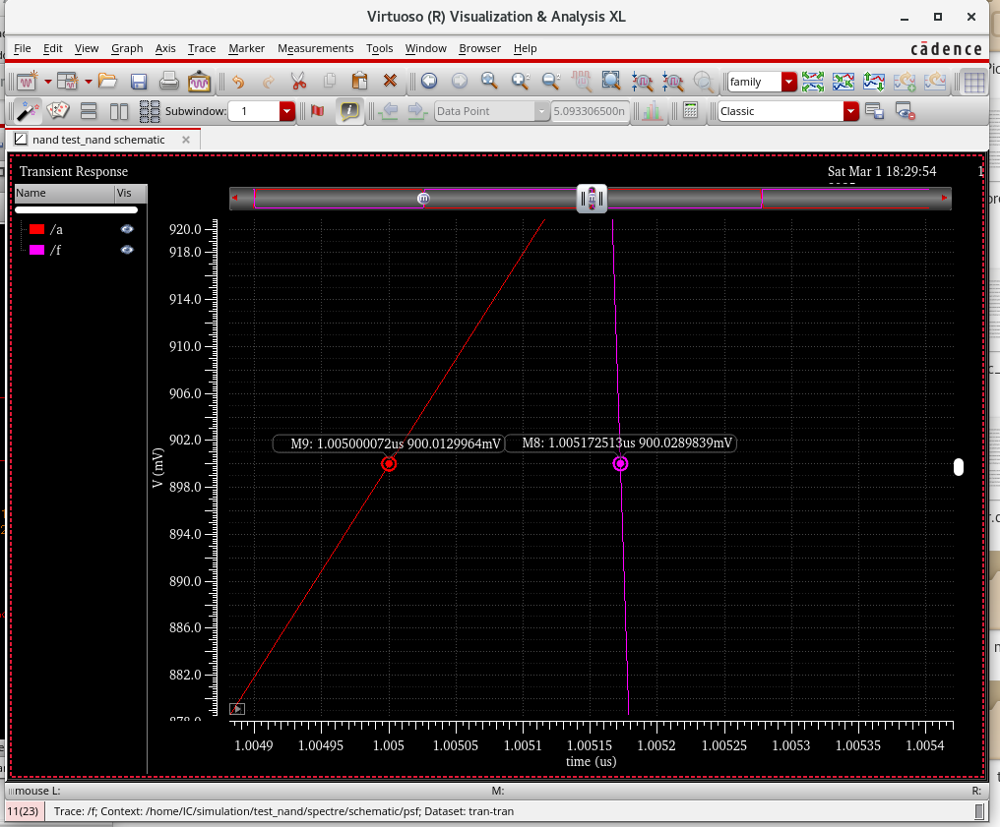 Virtuoso (R) Visualization & Analysis XL
File Edit View Graph Axis Trace Marker Measurements Tools Window Browser Help
cādence
family
Subwindow: 1
Data Point
5.093306500n
Classic
nand test_nand schematic
Transient Response
Sat Mar 1 18:29:54
1
Name Vis
/a
/f
920.0
918.0
914.0
910.0
906.0
902.0
898.0
894.0
890.0
886.0
882.0
V (mV)
M9: 1.005000072us 900.0129964mV
M8: 1.005172513us 900.0289839mV
1.0049 1.00495 1.005 1.00505 1.0051 1.00515 1.0052 1.00525 1.0053 1.00535 1.0054
time (us)
mouse L: M: R:
11(23)
Trace: /f; Context: /home/IC/simulation/test_nand/spectre/schematic/psf; Dataset: tran-tran